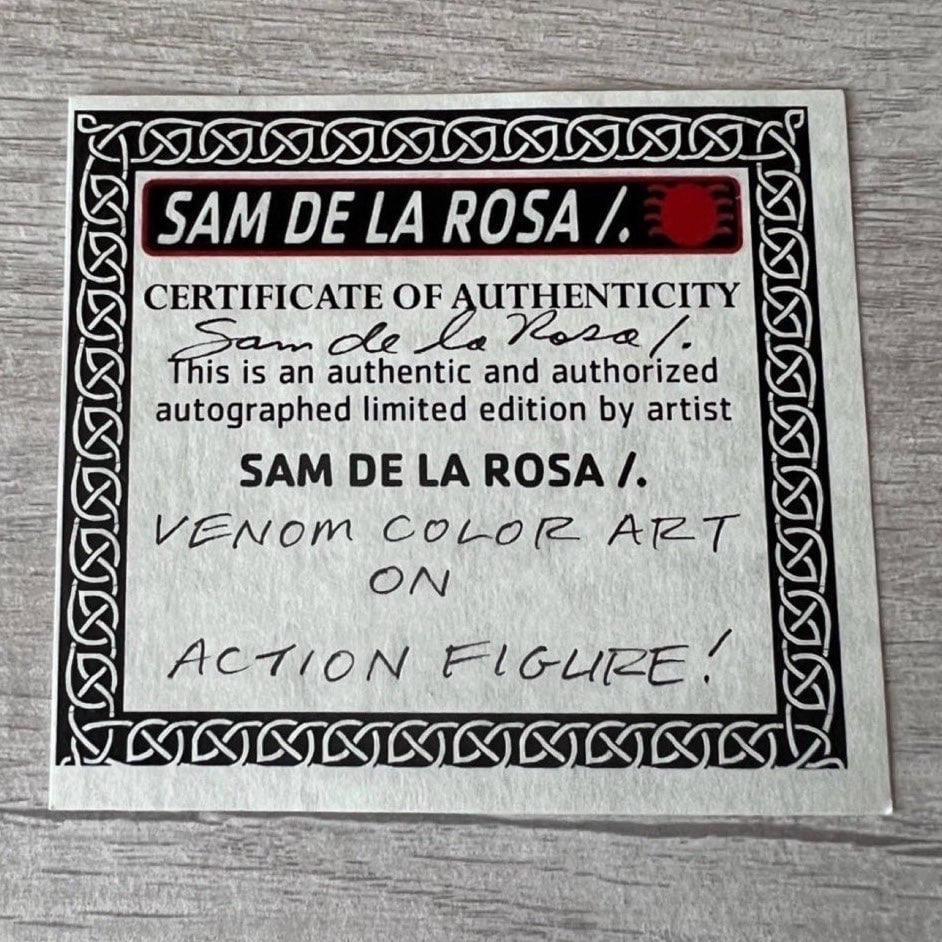 SAM DE LA ROSA /.
CERTIFICATE OF AUTHENTICITY
Sam de la Rosa /.
This is an authentic and authorized
autographed limited edition by artist
SAM DE LA ROSA /.
VENOM COLOR ART
ON
ACTION FIGURE!